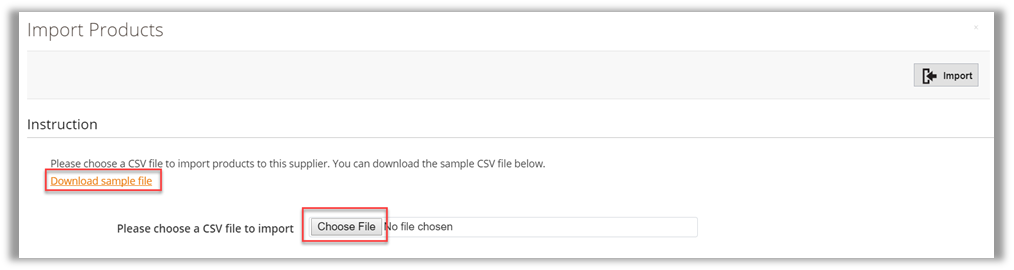 Import Products
Import
Instruction
Please choose a CSV file to import products to this supplier. You can download the sample CSV file below.
Download sample file
Please choose a CSV file to import Choose File No file chosen